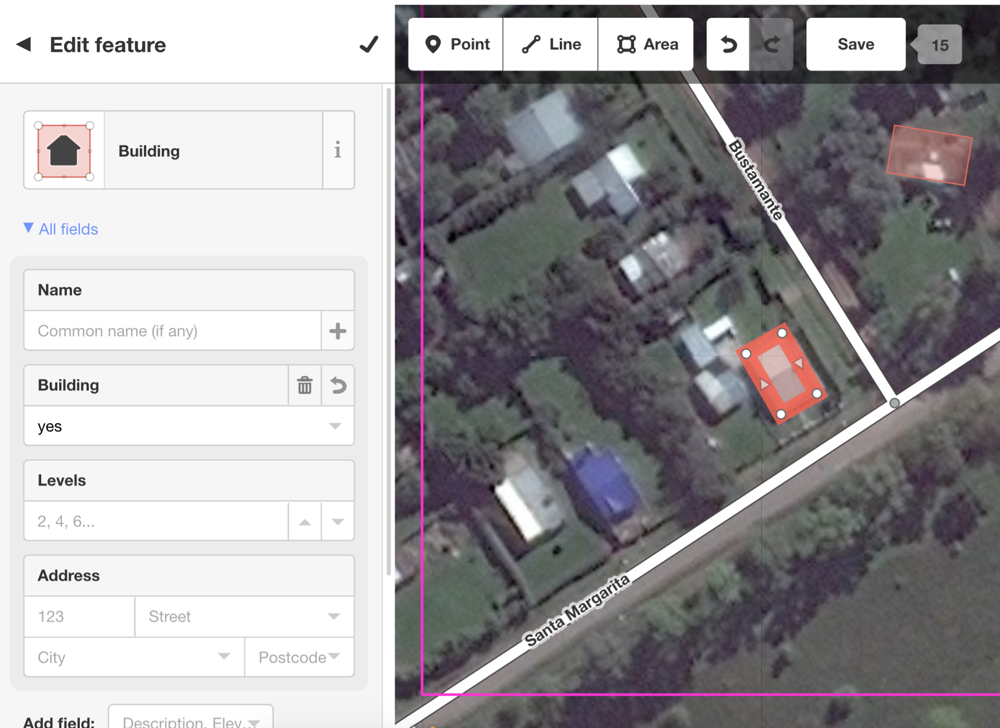 Edit feature
Point
Line
Area
Save
15
Building
i
All fields
Name
Common name (if any)
Building
yes
Levels
2, 4, 6...
Address
123
Street
City
Postcode
Add field:
Description, Elev...
Bustamante
Santa Margarita